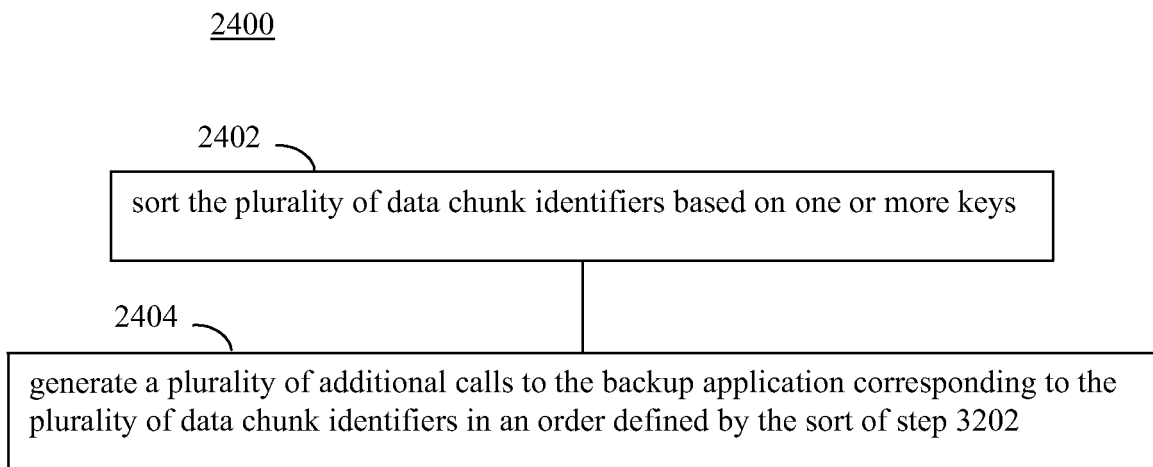 2400
2402
sort the plurality of data chunk identifiers based on one or more keys
2404
generate a plurality of additional calls to the backup application corresponding to the
plurality of data chunk identifiers in an order defined by the sort of step 3202